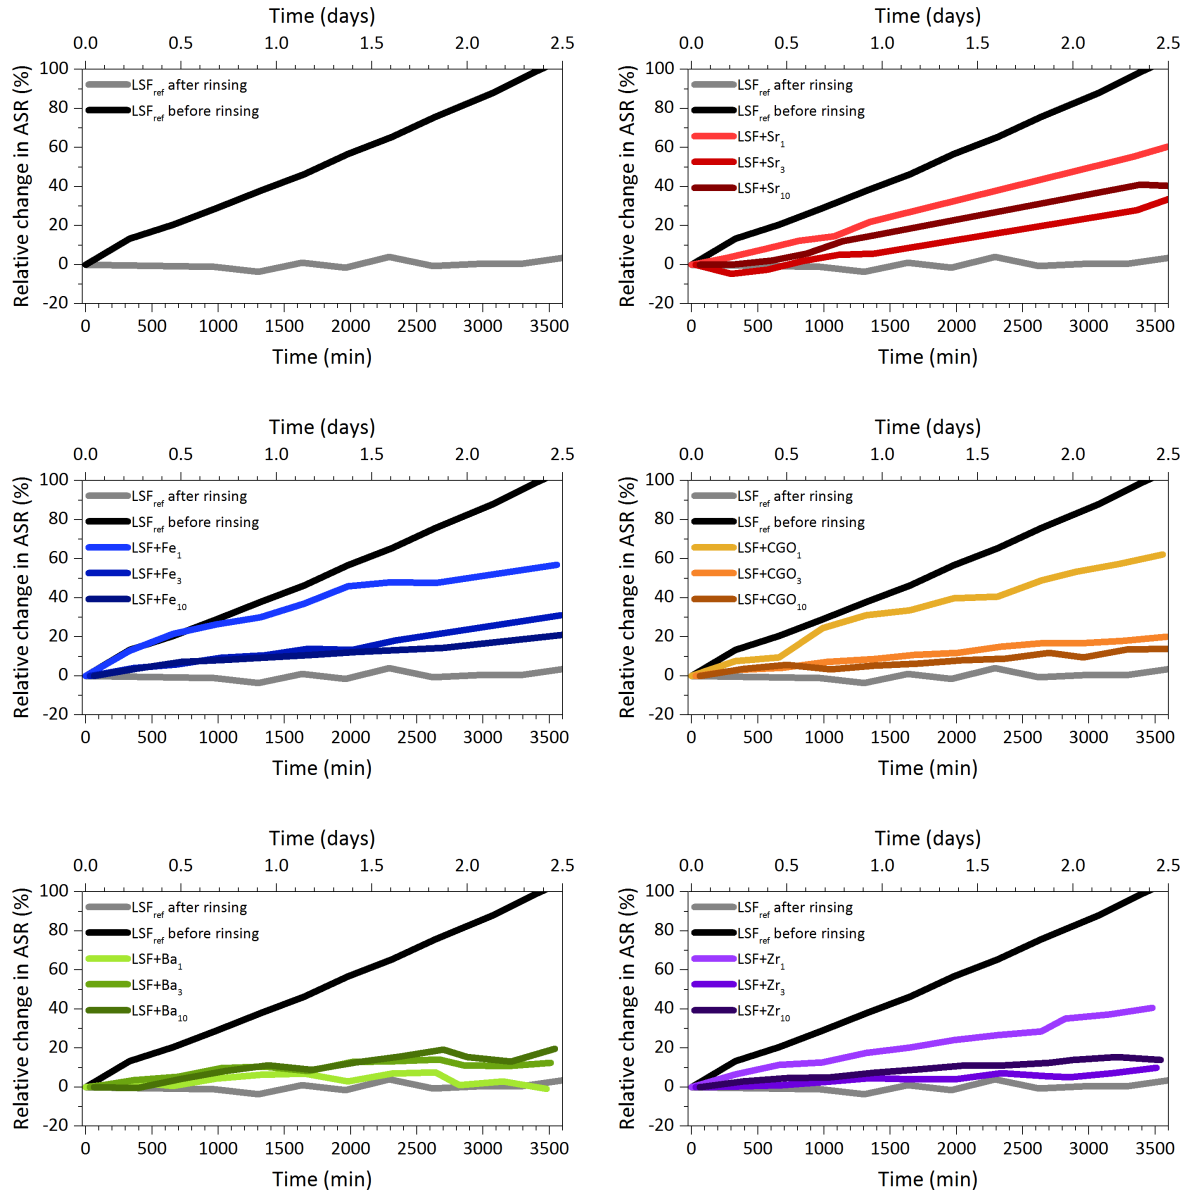 Time (days)
0.0 0.5 1.0 1.5 2.0 2.5
100
80
60
40
20
0
-20
Relative change in ASR (%)
LSFref after rinsing
LSFref before rinsing
0 500 1000 1500 2000 2500 3000 3500
Time (min)
Time (days)
0.0 0.5 1.0 1.5 2.0 2.5
100
80
60
40
20
0
-20
Relative change in ASR (%)
LSFref after rinsing
LSFref before rinsing
LSF+Sr1
LSF+Sr3
LSF+Sr10
0 500 1000 1500 2000 2500 3000 3500
Time (min)
Time (days)
0.0 0.5 1.0 1.5 2.0 2.5
100
80
60
40
20
0
-20
Relative change in ASR (%)
LSFref after rinsing
LSFref before rinsing
LSF+Fe1
LSF+Fe3
LSF+Fe10
0 500 1000 1500 2000 2500 3000 3500
Time (min)
Time (days)
0.0 0.5 1.0 1.5 2.0 2.5
100
80
60
40
20
0
-20
Relative change in ASR (%)
LSFref after rinsing
LSFref before rinsing
LSF+CGO1
LSF+CGO3
LSF+CGO10
0 500 1000 1500 2000 2500 3000 3500
Time (min)
Time (days)
0.0 0.5 1.0 1.5 2.0 2.5
100
80
60
40
20
0
-20
Relative change in ASR (%)
LSFref after rinsing
LSFref before rinsing
LSF+Ba1
LSF+Ba3
LSF+Ba10
0 500 1000 1500 2000 2500 3000 3500
Time (min)
Time (days)
0.0 0.5 1.0 1.5 2.0 2.5
100
80
60
40
20
0
-20
Relative change in ASR (%)
LSFref after rinsing
LSFref before rinsing
LSF+Zr1
LSF+Zr3
LSF+Zr10
0 500 1000 1500 2000 2500 3000 3500
Time (min)